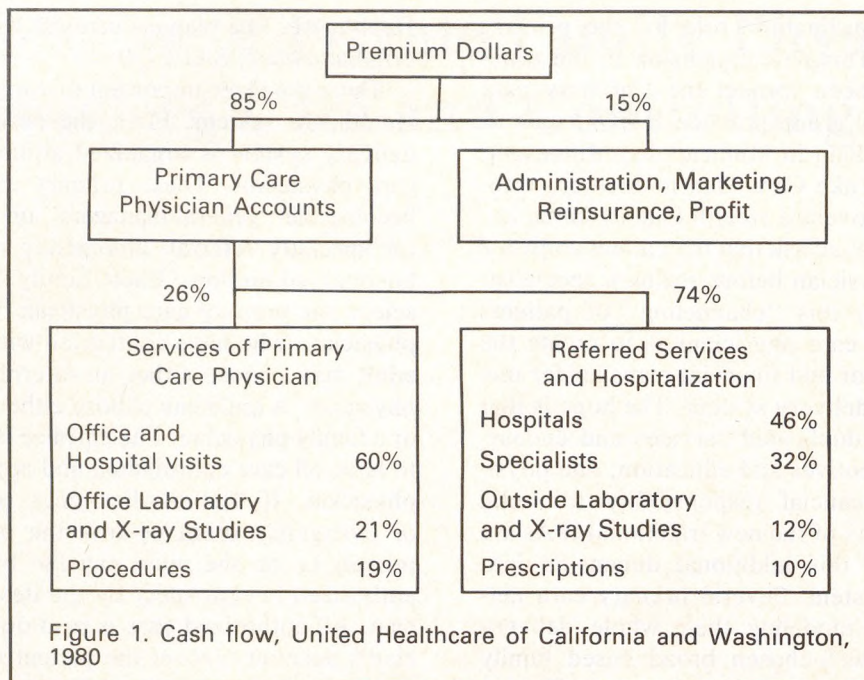 Premium Dollars
85%
15%
Primary Care
Physician Accounts
Administration, Marketing,
Reinsurance, Profit
26%
74%
Services of Primary
Care Physician
Office and
Hospital visits 60%
Office Laboratory
and X-ray Studies 21%
Procedures 19%
Referred Services
and Hospitalization
Hospitals 46%
Specialists 32%
Outside Laboratory
and X-ray Studies 12%
Prescriptions 10%
Figure 1. Cash flow, United Healthcare of California and Washington,
1980